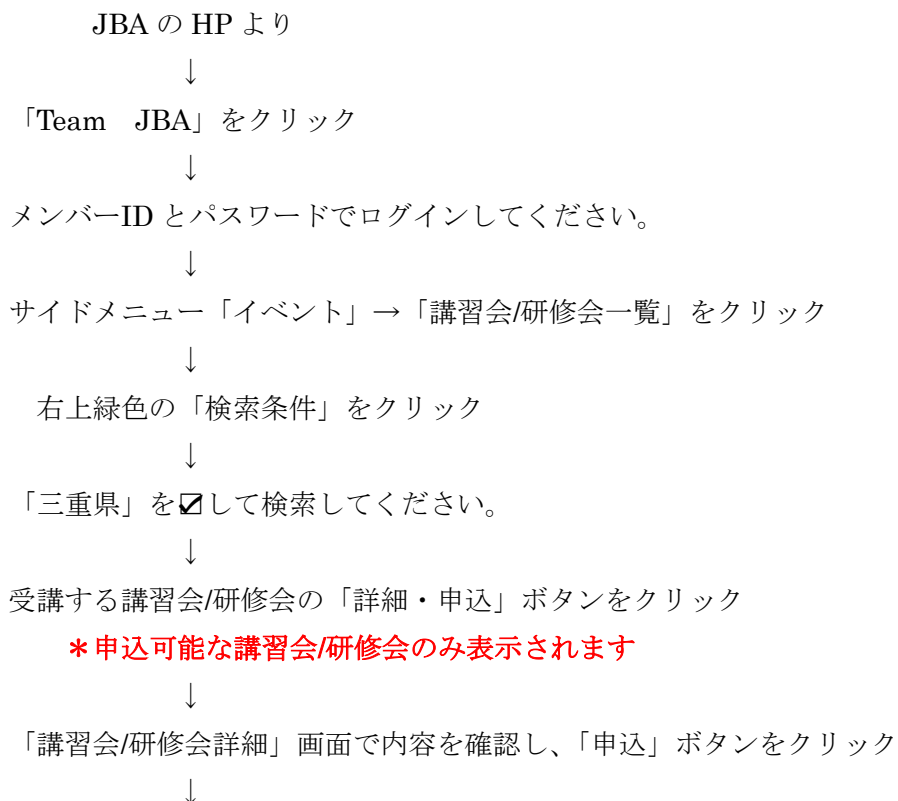 JBA の HP より
↓
「Team　JBA」をクリック
↓
メンバーID とパスワードでログインしてください。
↓
サイドメニュー「イベント」→「講習会/研修会一覧」をクリック
↓
右上緑色の「検索条件」をクリック
↓
「三重県」を☑して検索してください。
↓
受講する講習会/研修会の「詳細・申込」ボタンをクリック
＊申込可能な講習会/研修会のみ表示されます
↓
「講習会/研修会詳細」画面で内容を確認し、「申込」ボタンをクリック
↓